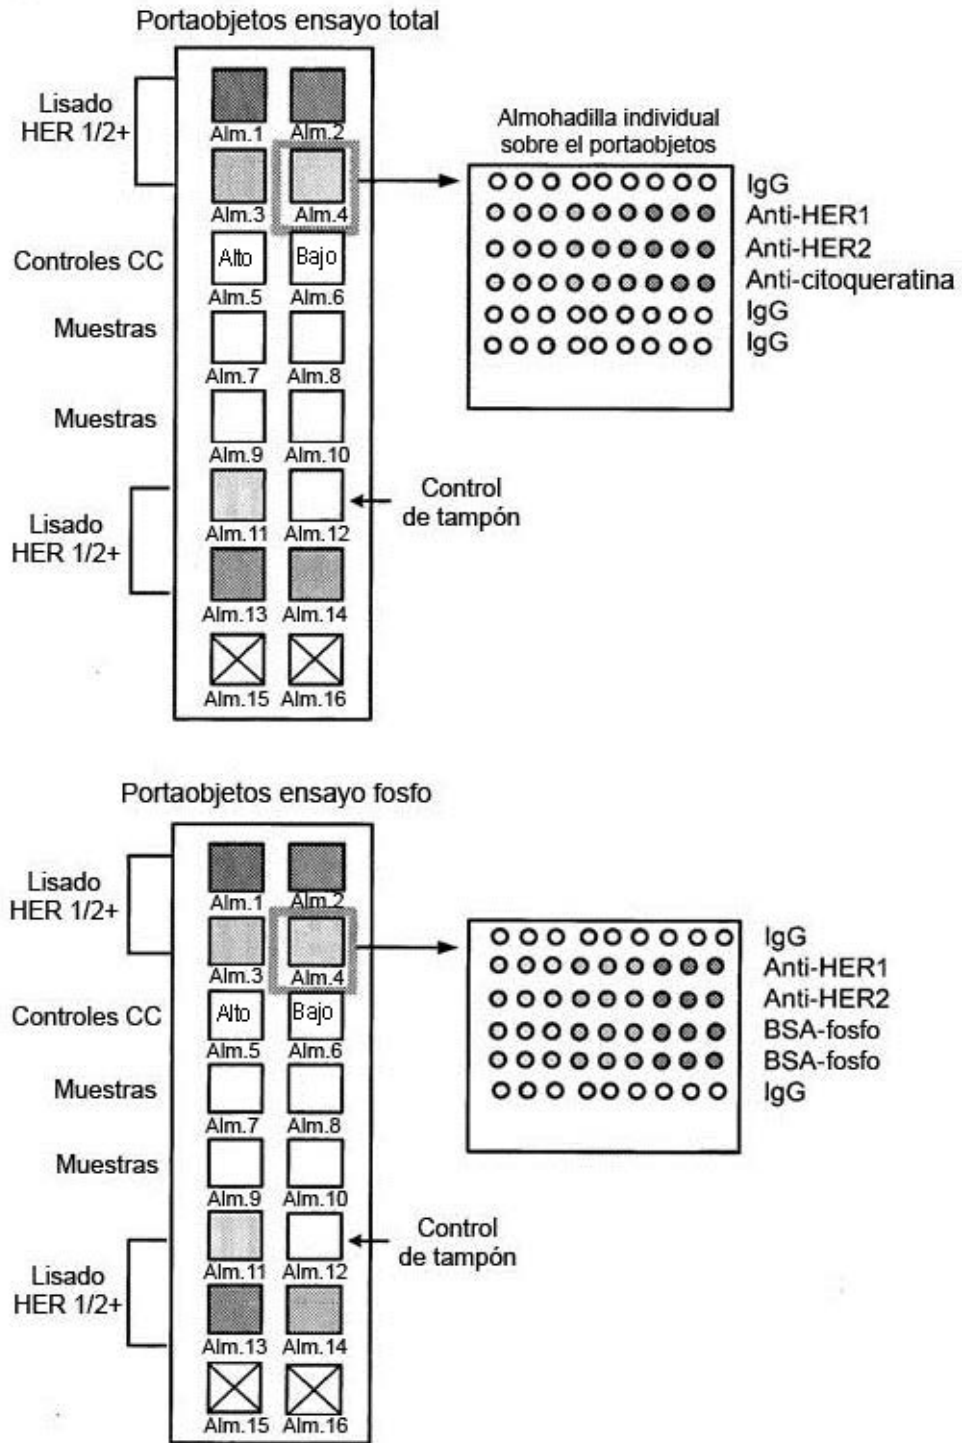 Portaobjetos ensayo total
Lisado
HER 1/2+
Alm.1 Alm.2
Alm.3 Alm.4
Almohadilla individual
sobre el portaobjetos
IgG
Anti-HER1
Anti-HER2
Anti-citoqueratina
IgG
IgG
Controles CC
Alto Bajo
Alm.5 Alm.6
Muestras
Alm.7 Alm.8
Muestras
Alm.9 Alm.10
Control
de tampón
Lisado
HER 1/2+
Alm.11 Alm.12
Alm.13 Alm.14
Alm.15 Alm.16
Portaobjetos ensayo fosfo
Lisado
HER 1/2+
Alm.1 Alm.2
Alm.3 Alm.4
IgG
Anti-HER1
Anti-HER2
BSA-fosfo
BSA-fosfo
IgG
Controles CC
Alto Bajo
Alm.5 Alm.6
Muestras
Alm.7 Alm.8
Muestras
Alm.9 Alm.10
Control
de tampón
Lisado
HER 1/2+
Alm.11 Alm.12
Alm.13 Alm.14
Alm.15 Alm.16